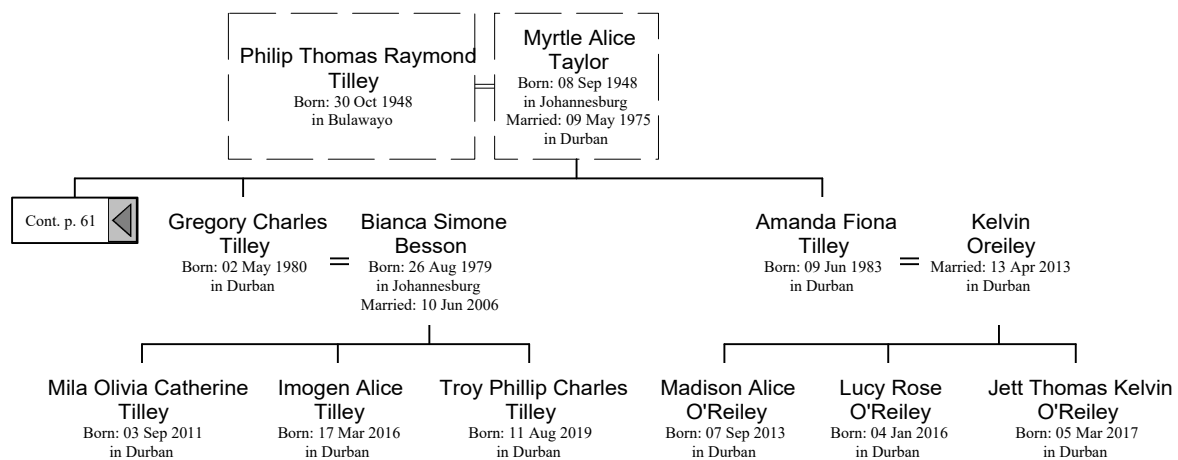 Philip Thomas Raymond
Tilley
Born: 30 Oct 1948
in Bulawayo
Myrtle Alice
Taylor
Born: 08 Sep 1948
in Johannesburg
Married: 09 May 1975
in Durban
Cont. p. 61
Gregory Charles
Tilley
Born: 02 May 1980
in Durban
Bianca Simone
Besson
Born: 26 Aug 1979
in Johannesburg
Married: 10 Jun 2006
Amanda Fiona
Tilley
Born: 09 Jun 1983
in Durban
Kelvin
Oreiley
Married: 13 Apr 2013
in Durban
Mila Olivia Catherine
Tilley
Born: 03 Sep 2011
in Durban
Imogen Alice
Tilley
Born: 17 Mar 2016
in Durban
Troy Phillip Charles
Tilley
Born: 11 Aug 2019
in Durban
Madison Alice
O'Reiley
Born: 07 Sep 2013
in Durban
Lucy Rose
O'Reiley
Born: 04 Jan 2016
in Durban
Jett Thomas Kelvin
O'Reiley
Born: 05 Mar 2017
in Durban